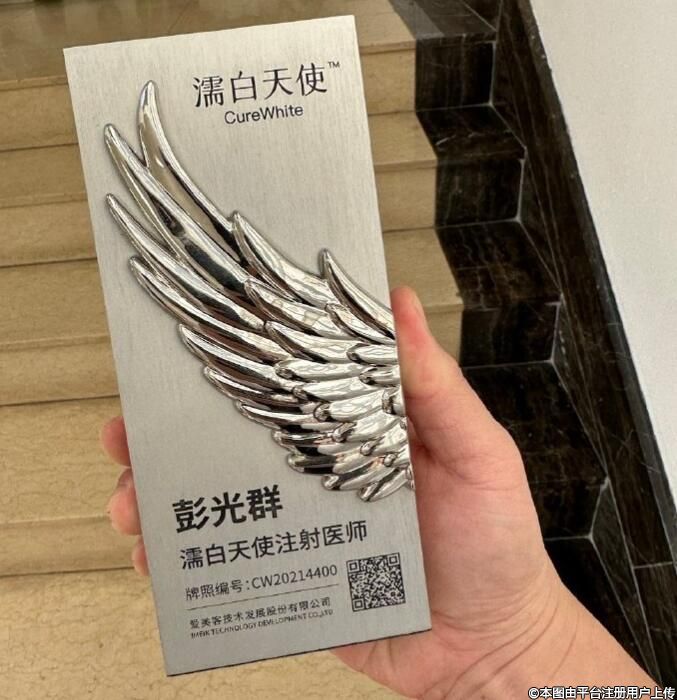 濡白天使™
CureWhite
彭光群
濡白天使注射医师
牌照编号:CW20214400
爱美客技术发展股份有限公司
IMEIK TECHNOLOGY DEVELOPMENT CO.,LTD
©本图由平台注册用户上传